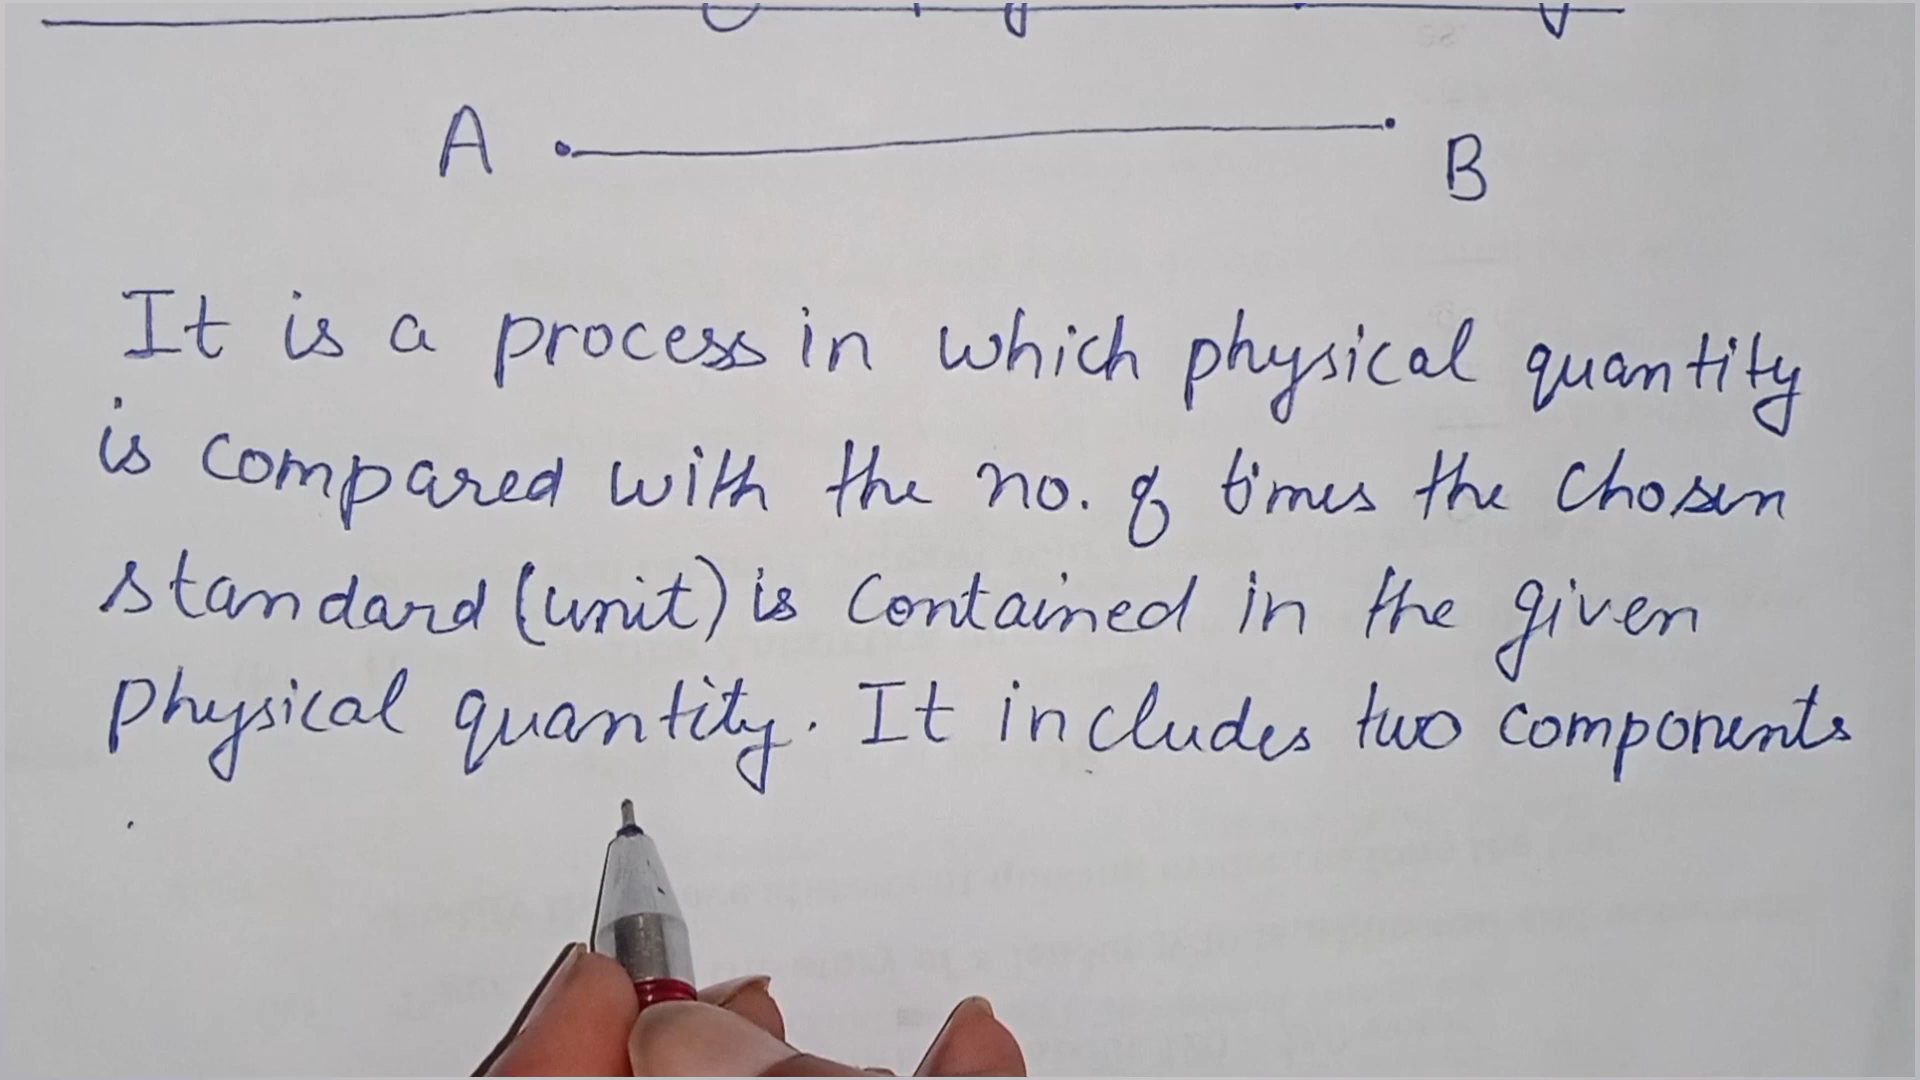 A B
It is a process in which physical quantity
is compared with the no. of times the chosen
standard (unit) is contained in the given
physical quantity. It includes two components